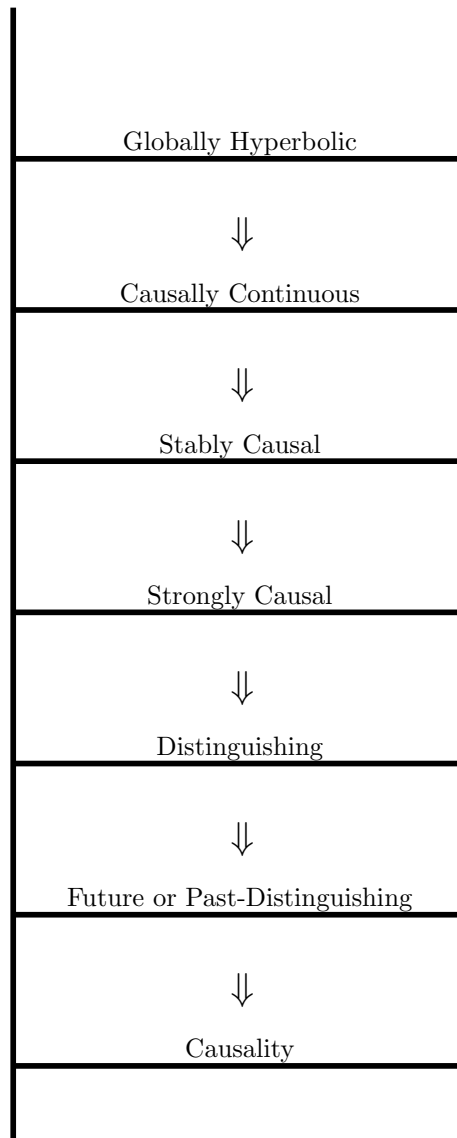 Globally Hyperbolic
⇓
Causally Continuous
⇓
Stably Causal
⇓
Strongly Causal
⇓
Distinguishing
⇓
Future or Past-Distinguishing
⇓
Causality